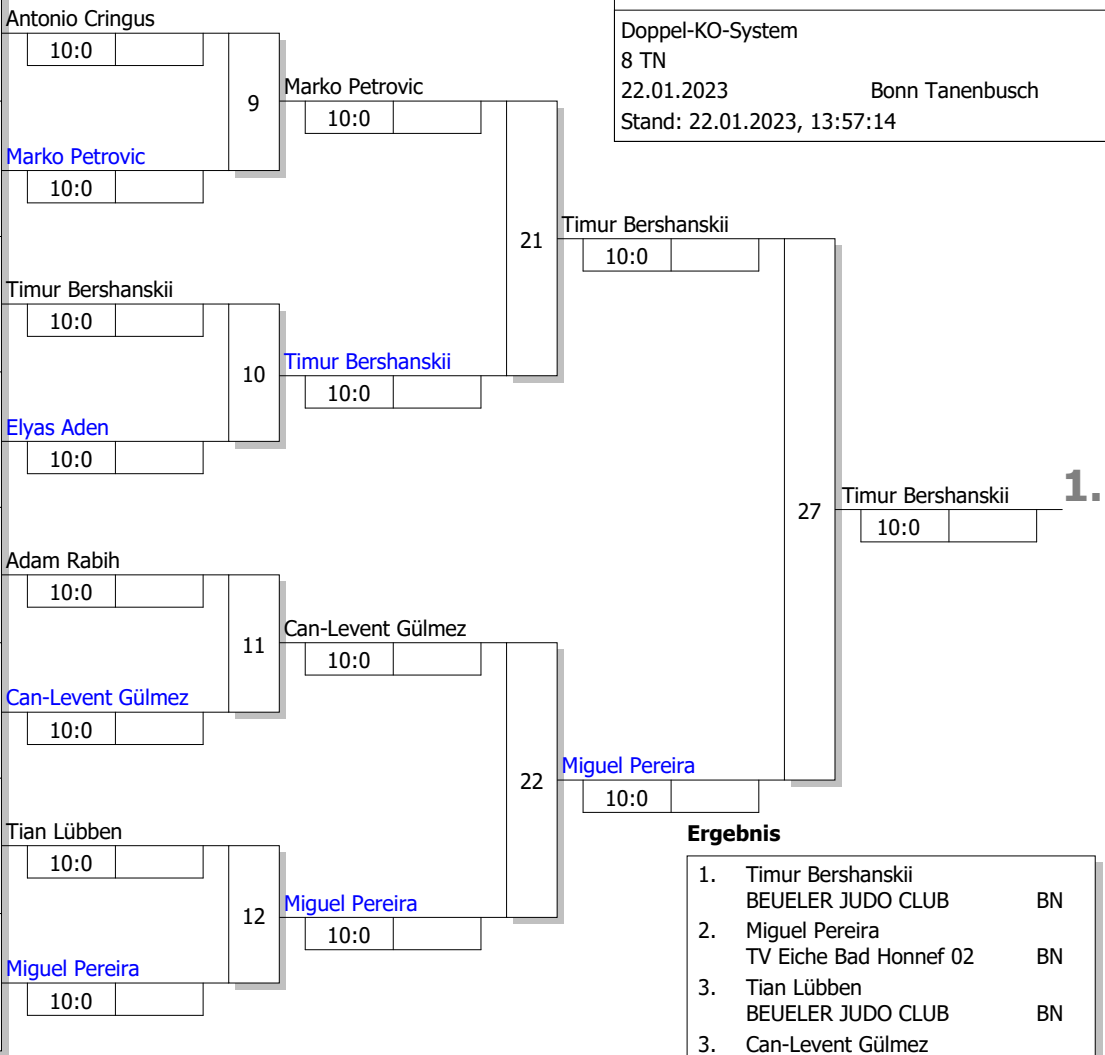 Antonio Cringus
10:0
9
Marko Petrovic
10:0
Marko Petrovic
10:0
21
Timur Bershanskii
10:0
Timur Bershanskii
10:0
10
Timur Bershanskii
10:0
Elyas Aden
10:0
27
Timur Bershanskii
10:0
1.
Adam Rabih
10:0
11
Can-Levent Gülmez
10:0
Can-Levent Gülmez
10:0
22
Miguel Pereira
10:0
Tian Lübben
10:0
12
Miguel Pereira
10:0
Miguel Pereira
10:0
Doppel-KO-System
8 TN
22.01.2023 Bonn Tanenbusch
Stand: 22.01.2023, 13:57:14
Ergebnis
1. Timur Bershanskii
BEUELER JUDO CLUB BN
2. Miguel Pereira
TV Eiche Bad Honnef 02 BN
3. Tian Lübben
BEUELER JUDO CLUB BN
3. Can-Levent Gülmez